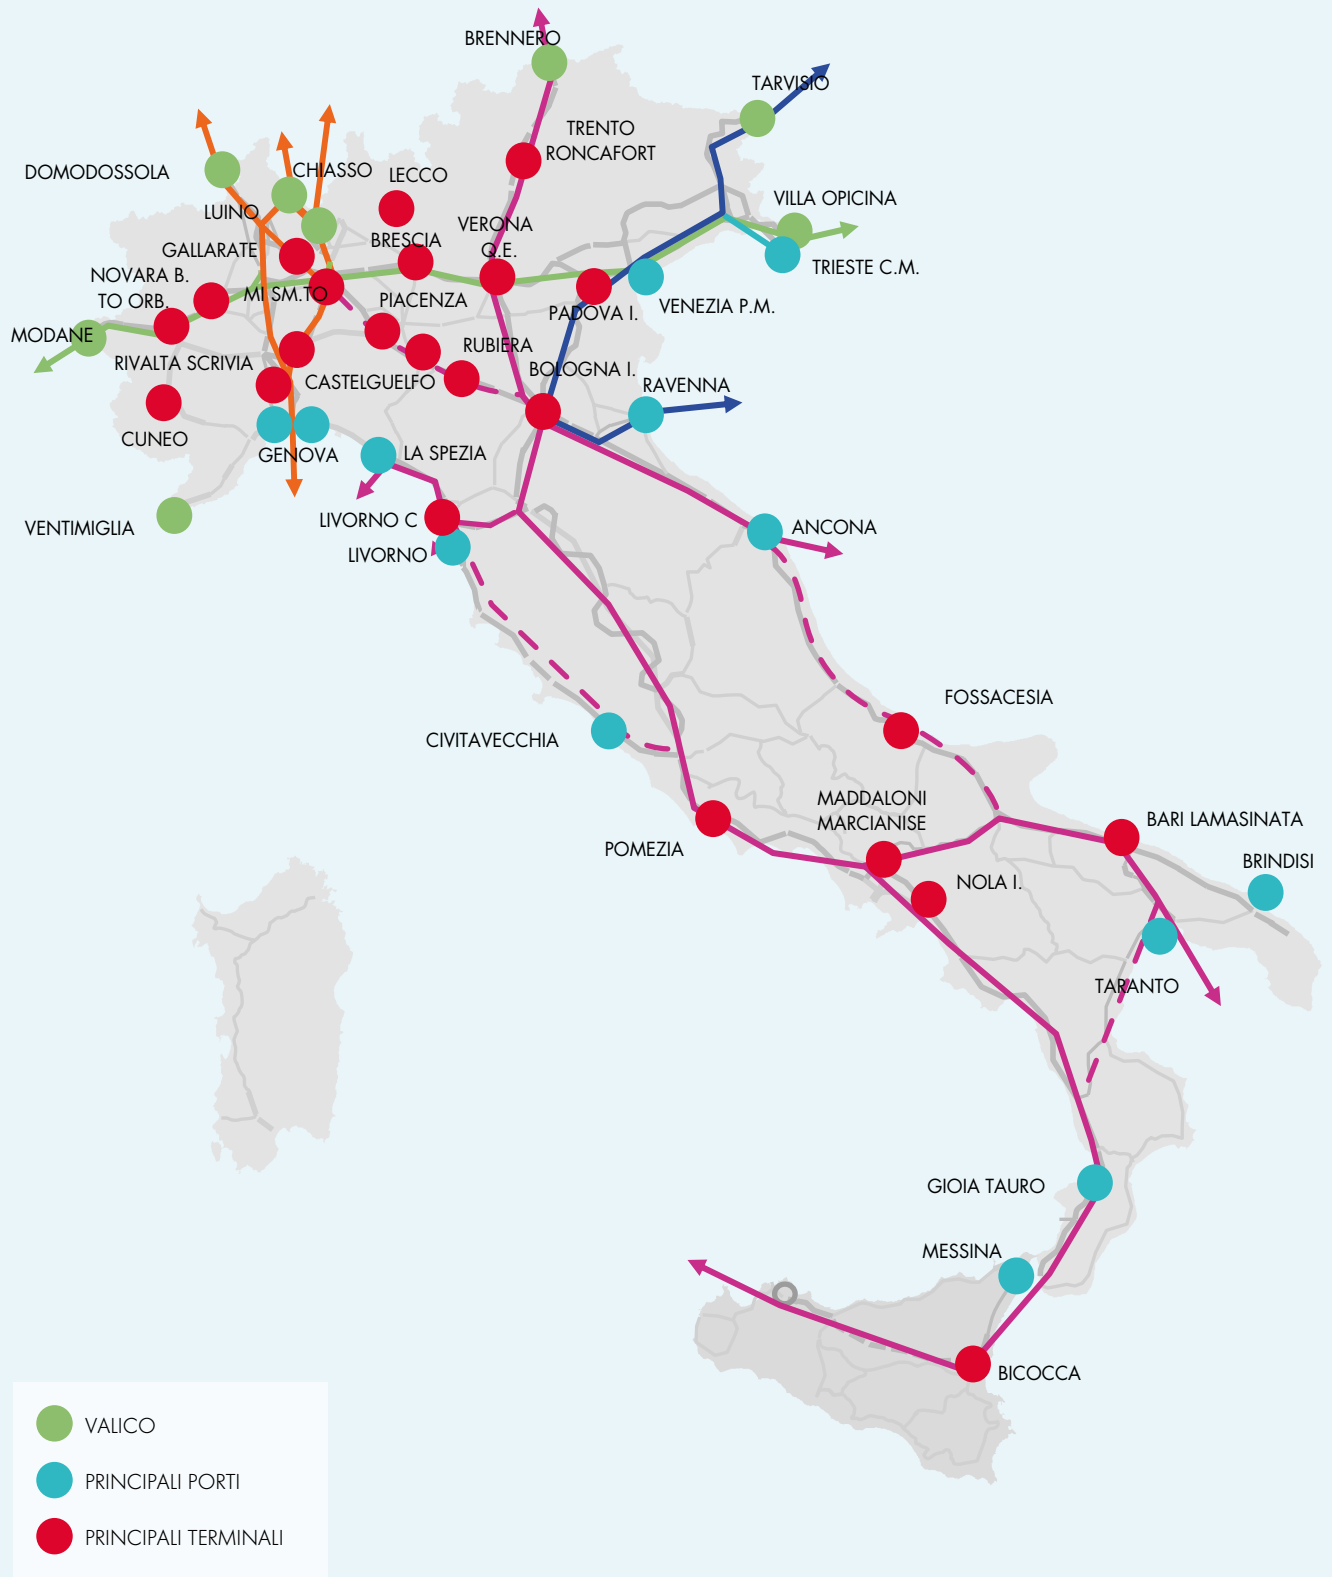 BRENNERO
TARVISIO
TRENTO
RONCAFORT
DOMODOSSOLA
CHIASSO
LECCO
LUINO
VILLA OPICINA
VERONA
Q.E.
BRESCIA
GALLARATE
TRIESTE C.M.
NOVARA B.
TO ORB.
MI SM.TO
PIACENZA
VENEZIA P.M.
PADOVA I.
MODANE
RUBIERA
RIVALTA SCRIVIA
BOLOGNA I.
CASTELGUELFO
RAVENNA
CUNEO
GENOVA
LA SPEZIA
VENTIMIGLIA
LIVORNO C
ANCONA
LIVORNO
FOSSACESIA
CIVITAVECCHIA
MADDALONI
MARCIANISE
BARI LAMASINATA
POMEZIA
BRINDISI
NOLA I.
TARANTO
GIOIA TAURO
MESSINA
BICOCCA
VALICO
PRINCIPALI PORTI
PRINCIPALI TERMINALI